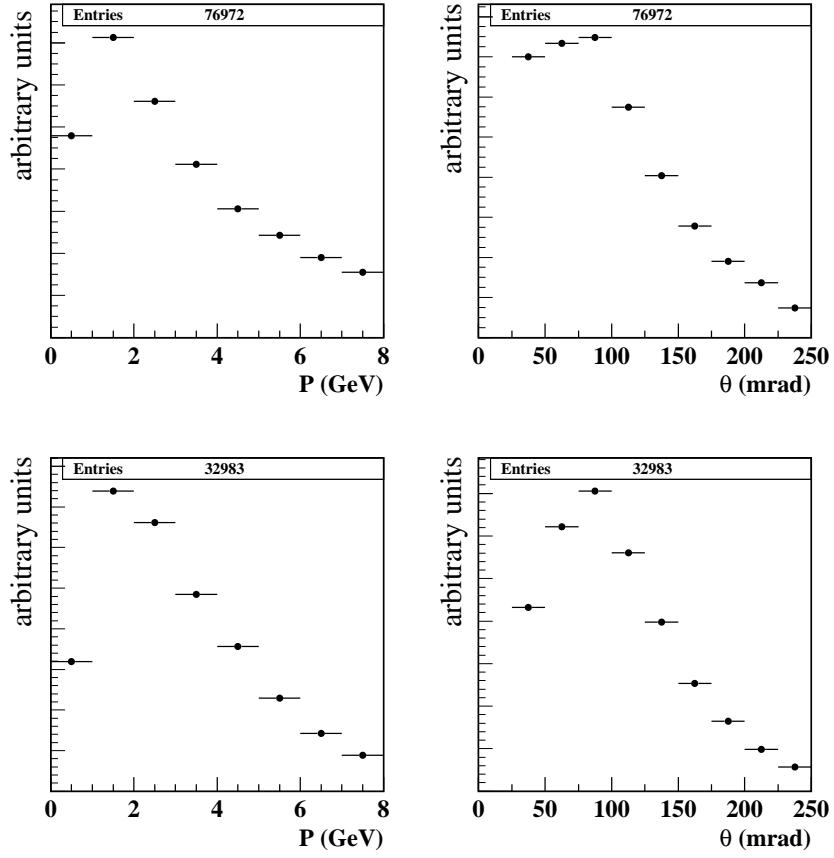 Entries 76972
arbitrary units
0 2 4 6 8
P (GeV)
Entries 76972
arbitrary units
0 50 100 150 200 250
θ (mrad)
Entries 32983
arbitrary units
0 2 4 6 8
P (GeV)
Entries 32983
arbitrary units
0 50 100 150 200 250
θ (mrad)